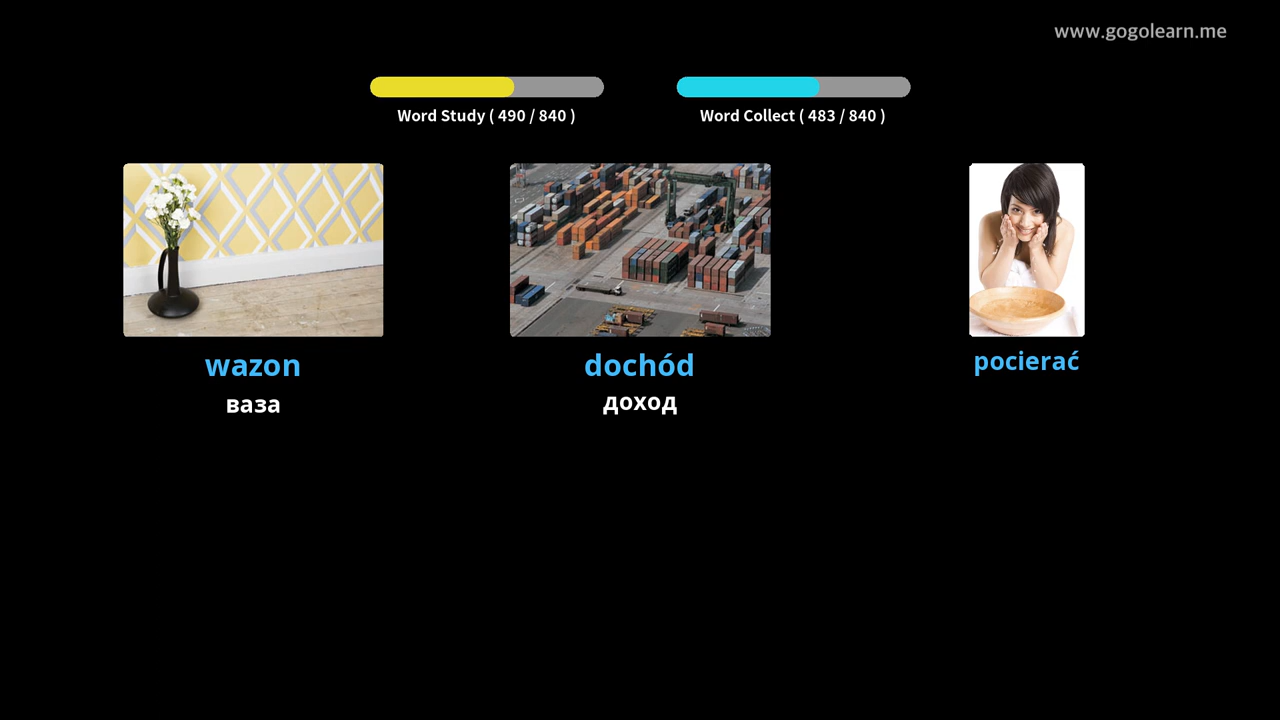 www.gogolearn.me
Word Study ( 490 / 840 )
Word Collect ( 483 / 840 )
wazon
ваза
dochód
доход
pocierać